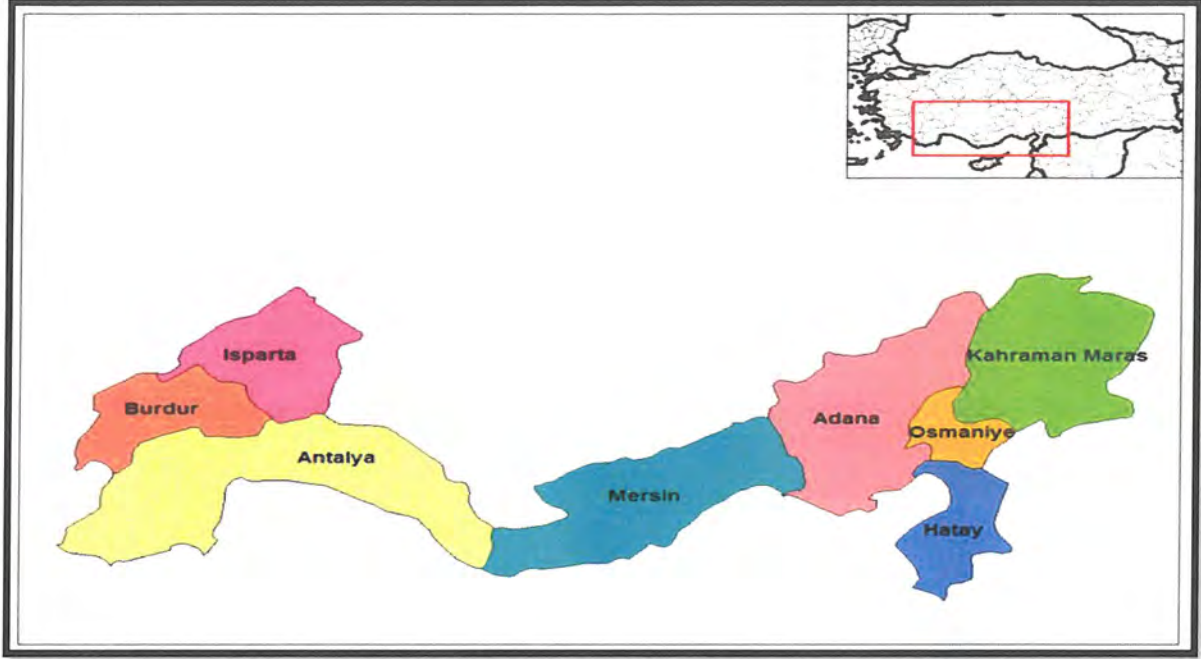 Isparta
Kahraman Maras
Burdur
Adana
Osmaniye
Antalya
Mersin
Hatay